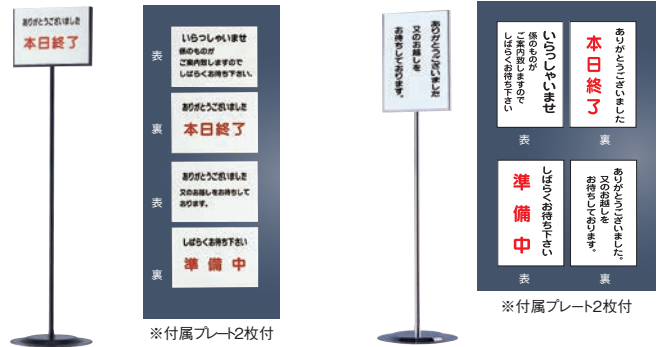 ありがとうございました
本日終了
表
いらっしゃいませ
係のものが
ご案内致しますので
しばらくお待ち下さい。
裏
ありがとうございました
本日終了
表
ありがとうございました
又のお越しをお待ちして
おります。
裏
しばらくお待ち下さい
準備中
※付属プレート2枚付
ありがとうございました
又のお越しを
お待ちしております。
いらっしゃいませ
係のものが
ご案内致しますので
しばらくお待ち下さい
表
ありがとうございました
本日終了
裏
しばらくお待ち下さい
準備中
表
ありがとうございました。
又のお越しを
お待ちしております。
裏
※付属プレート2枚付